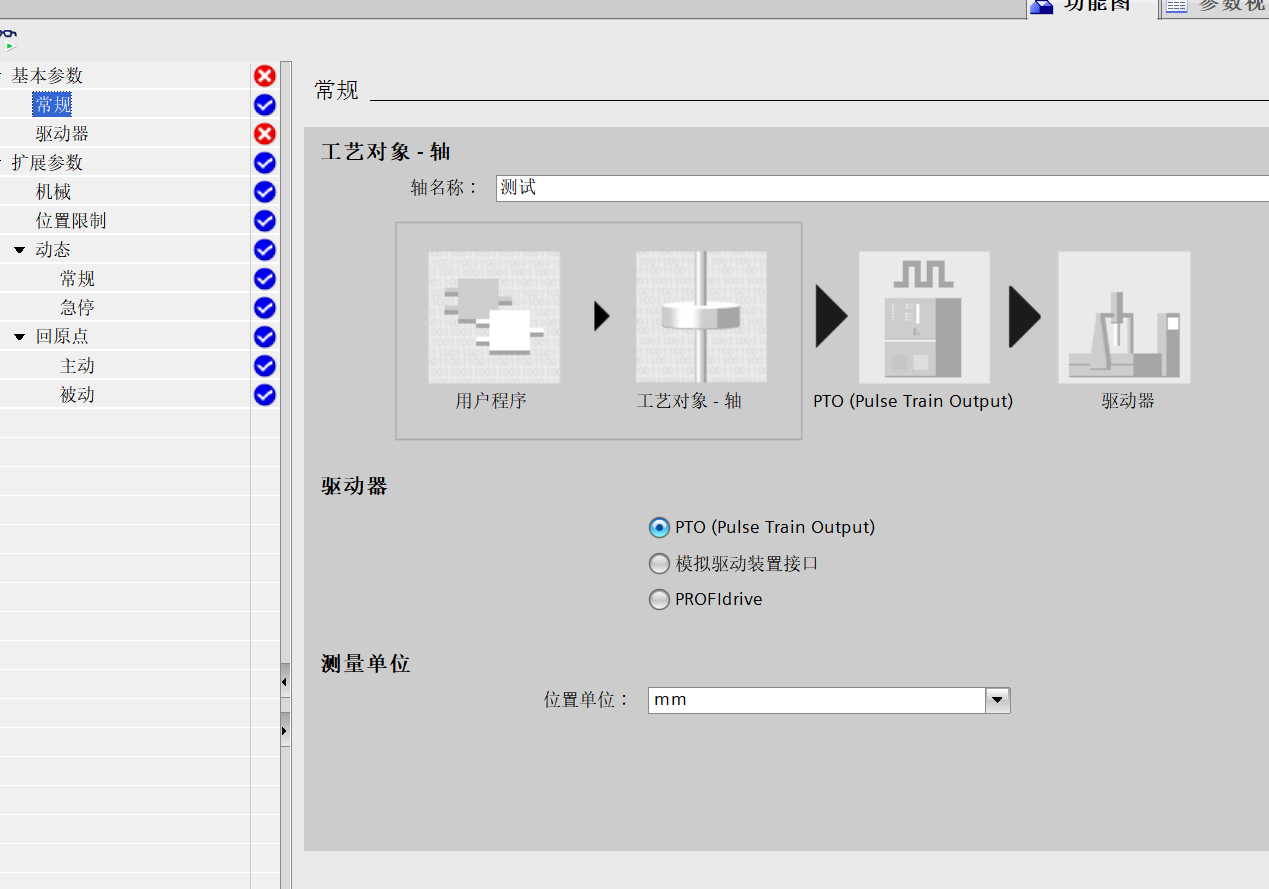 功能图
参数视
基本参数
常规
驱动器
扩展参数
机械
位置限制
动态
常规
急停
回原点
主动
被动
常规
工艺对象 - 轴
轴名称：
测试
用户程序
工艺对象 - 轴
PTO (Pulse Train Output)
驱动器
驱动器
PTO (Pulse Train Output)
模拟驱动装置接口
PROFIdrive
测量单位
位置单位：
mm